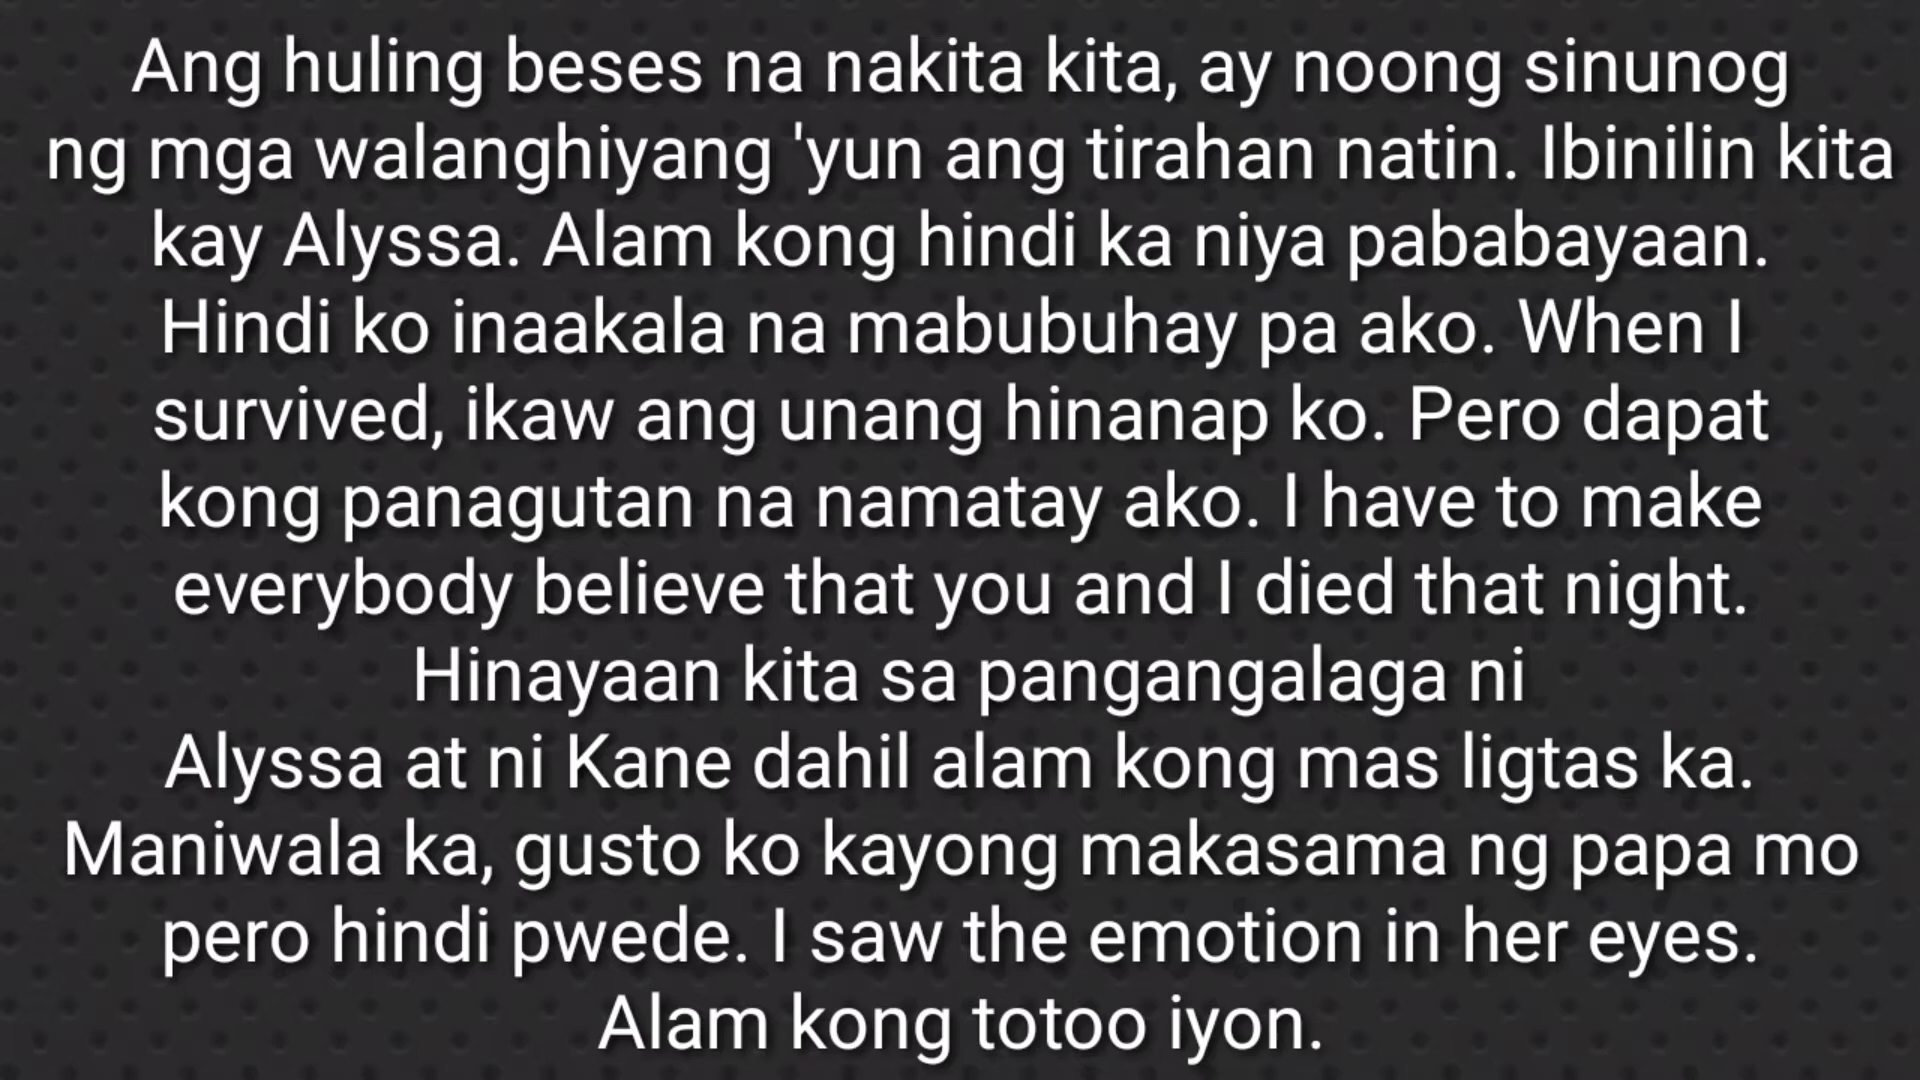 Ang huling beses na nakita kita, ay noong sinunog
ng mga walanghiyang 'yun ang tirahan natin. Ibinilin kita
kay Alyssa. Alam kong hindi ka niya pababayaan.
Hindi ko inaakala na mabubuhay pa ako. When I
survived, ikaw ang unang hinanap ko. Pero dapat
kong panagutan na namatay ako. I have to make
everybody believe that you and I died that night.
Hinayaan kita sa pangangalaga ni
Alyssa at ni Kane dahil alam kong mas ligtas ka.
Maniwala ka, gusto ko kayong makasama ng papa mo
pero hindi pwede. I saw the emotion in her eyes.
Alam kong totoo iyon.